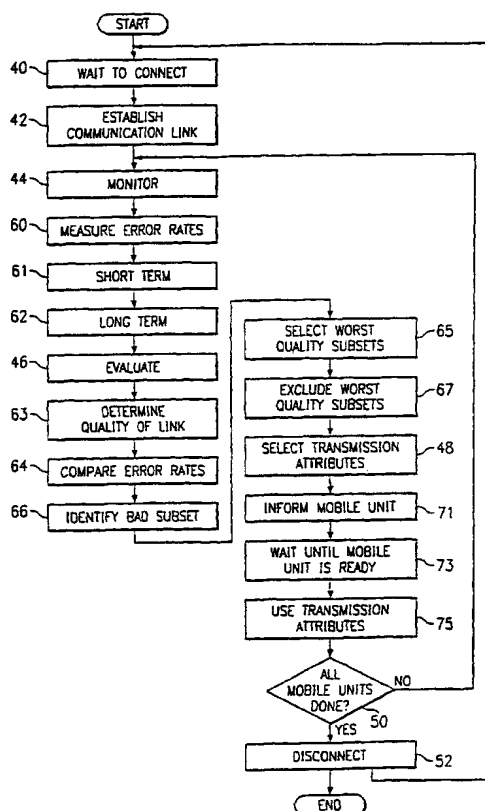 START
40
WAIT TO CONNECT
42
ESTABLISH
COMMUNICATION LINK
44
MONITOR
60
MEASURE ERROR RATES
61
SHORT TERM
62
LONG TERM
46
EVALUATE
63
DETERMINE
QUALITY OF LINK
64
COMPARE ERROR RATES
66
IDENTIFY BAD SUBSET
SELECT WORST
QUALITY SUBSETS
65
EXCLUDE WORST
QUALITY SUBSETS
67
SELECT TRANSMISSION
ATTRIBUTES
48
INFORM MOBILE UNIT
71
WAIT UNTIL MOBILE
UNIT IS READY
73
USE TRANSMISSION
ATTRIBUTES
75
ALL
MOBILE UNITS
DONE?
NO
50
YES
DISCONNECT
52
END